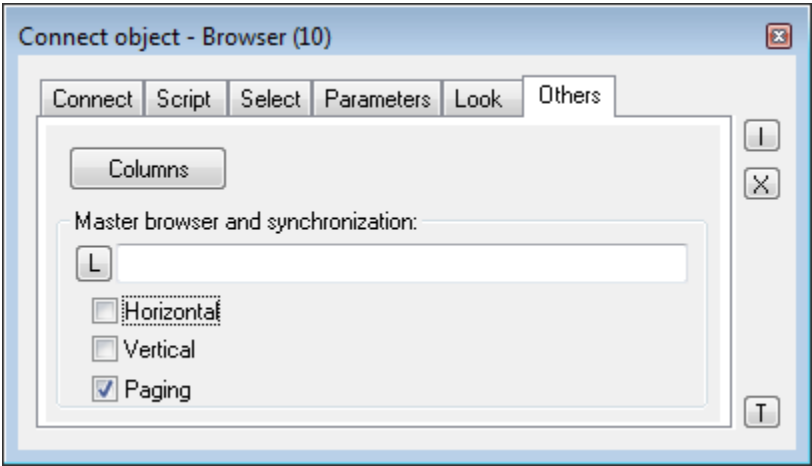 Connect object - Browser (10)
Connect Script Select Parameters Look Others
I
Columns
X
Master browser and synchronization:
L
Horizontal
Vertical
Paging
T